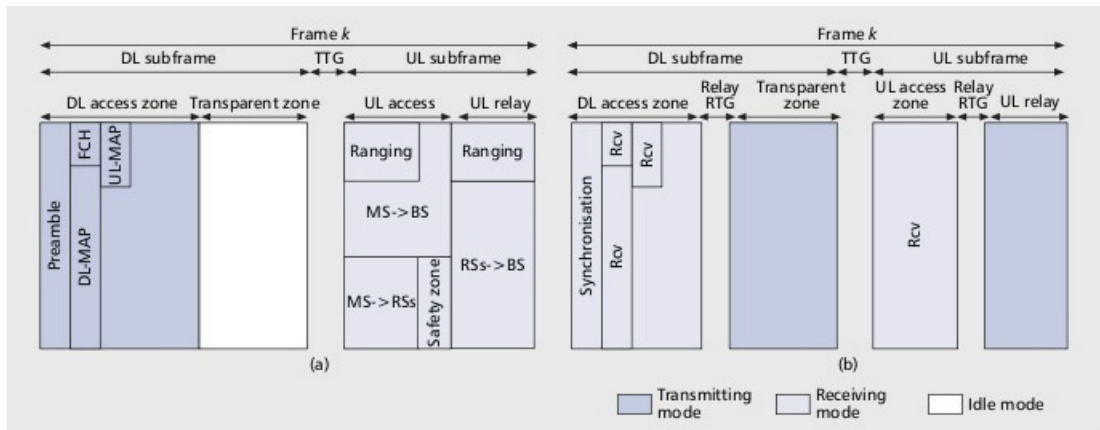 Frame k
DL subframe
TTG
UL subframe
DL access zone
Transparent zone
UL access
UL relay
Preamble
FCH
DL-MAP
UL-MAP
Ranging
MS->BS
MS->RSs
Safety zone
Ranging
RSs->BS
(a)
Frame k
DL subframe
TTG
UL subframe
DL access zone
Relay
RTG
Transparent
zone
UL access
zone
Relay
RTG
UL relay
Synchronisation
Rcv
Rcv
Rcv
Rcv
(b)
Transmitting
mode
Receiving
mode
Idle mode